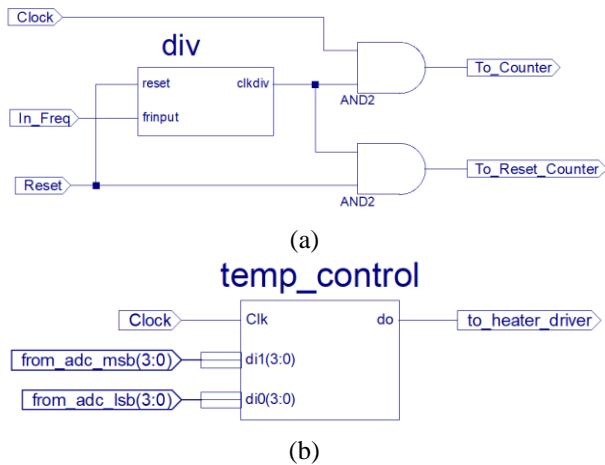 Clock
div
reset
clkdiv
AND2
To_Counter
In_Freq
frinput
Reset
AND2
To_Reset_Counter
(a)
temp_control
Clock
Clk
do
to_heater_driver
from_adc_msb(3:0)
di1(3:0)
from_adc_lsb(3:0)
di0(3:0)
(b)